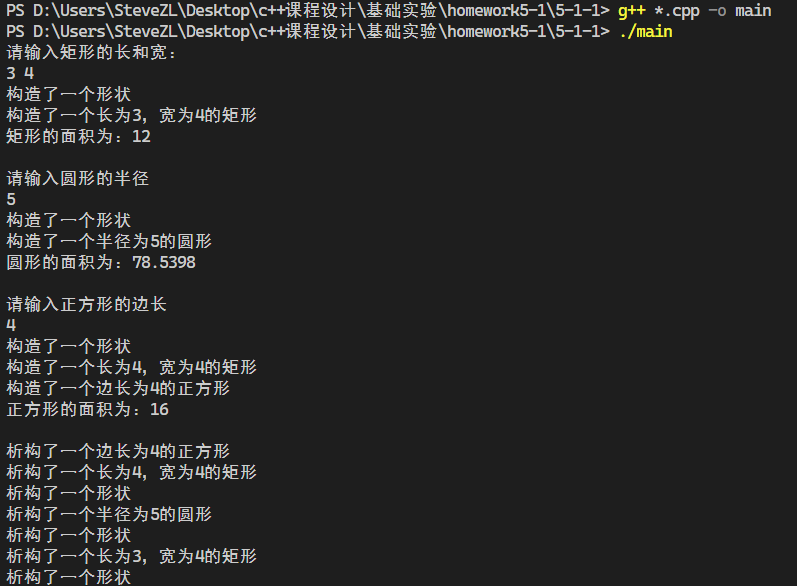 PS D:\Users\SteveZL\Desktop\c++课程设计\基础实验\homework5-1\5-1-1> g++ *.cpp -o main
PS D:\Users\SteveZL\Desktop\c++课程设计\基础实验\homework5-1\5-1-1> ./main
请输入矩形的长和宽：
3 4
构造了一个形状
构造了一个长为3，宽为4的矩形
矩形的面积为：12
请输入圆形的半径
5
构造了一个形状
构造了一个半径为5的圆形
圆形的面积为：78.5398
请输入正方形的边长
4
构造了一个形状
构造了一个长为4，宽为4的矩形
构造了一个边长为4的正方形
正方形的面积为：16
析构了一个边长为4的正方形
析构了一个长为4，宽为4的矩形
析构了一个形状
析构了一个半径为5的圆形
析构了一个形状
析构了一个长为3，宽为4的矩形
析构了一个形状